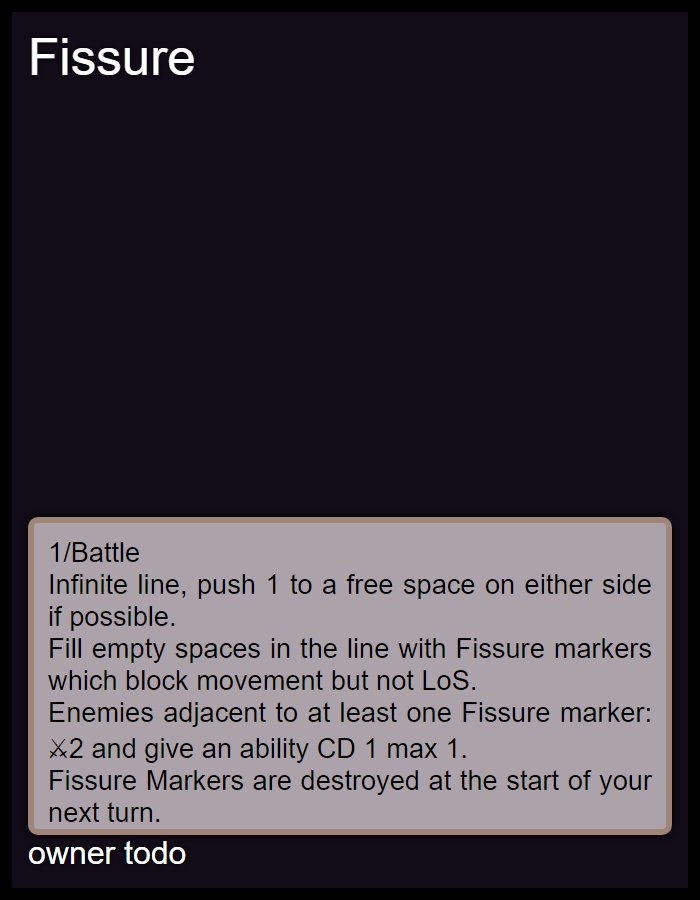 Fissure
1/Battle
Infinite line, push 1 to a free space on either side
if possible.
Fill empty spaces in the line with Fissure markers
which block movement but not LoS.
Enemies adjacent to at least one Fissure marker:
⚔2 and give an ability CD 1 max 1.
Fissure Markers are destroyed at the start of your
next turn.
owner todo